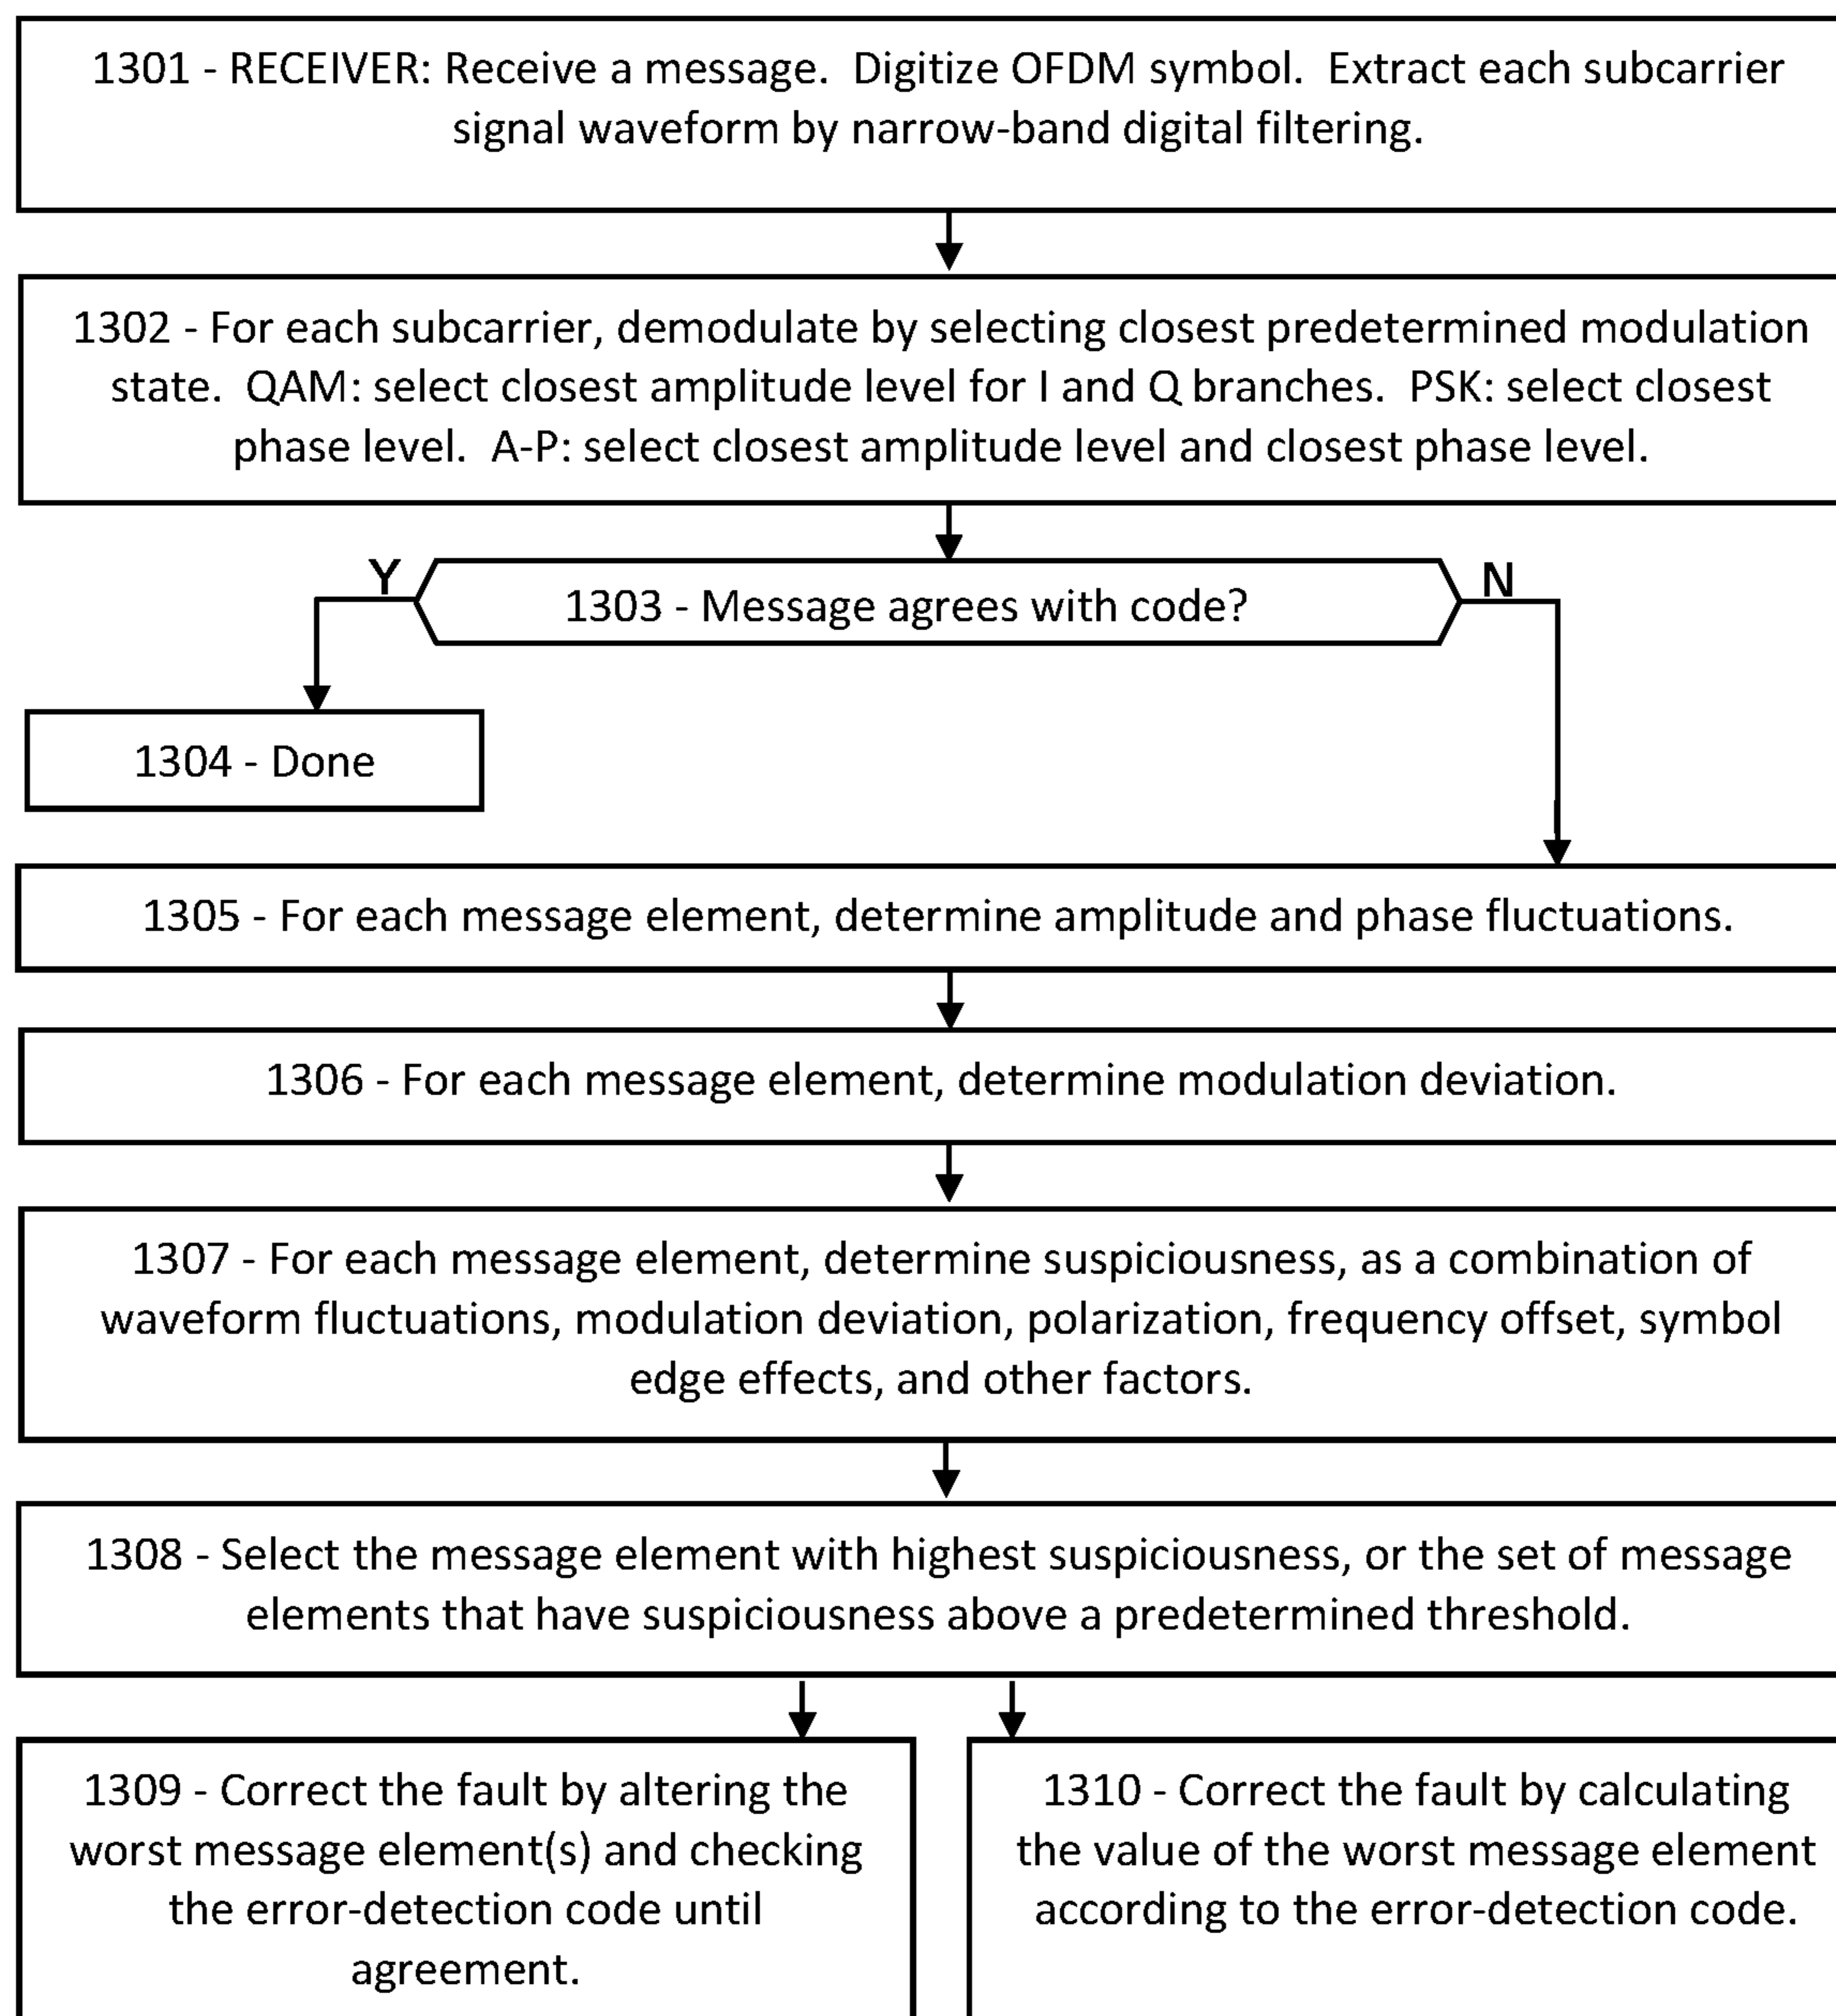 1301 - RECEIVER: Receive a message.  Digitize OFDM symbol.  Extract each subcarrier
signal waveform by narrow-band digital filtering.
1302 - For each subcarrier, demodulate by selecting closest predetermined modulation
state.  QAM: select closest amplitude level for I and Q branches.  PSK: select closest
phase level.  A-P: select closest amplitude level and closest phase level.
Y
1303 - Message agrees with code?
N
1304 - Done
1305 - For each message element, determine amplitude and phase fluctuations.
1306 - For each message element, determine modulation deviation.
1307 - For each message element, determine suspiciousness, as a combination of
waveform fluctuations, modulation deviation, polarization, frequency offset, symbol
edge effects, and other factors.
1308 - Select the message element with highest suspiciousness, or the set of message
elements that have suspiciousness above a predetermined threshold.
1309 - Correct the fault by altering the
worst message element(s) and checking
the error-detection code until
agreement.
1310 - Correct the fault by calculating
the value of the worst message element
according to the error-detection code.